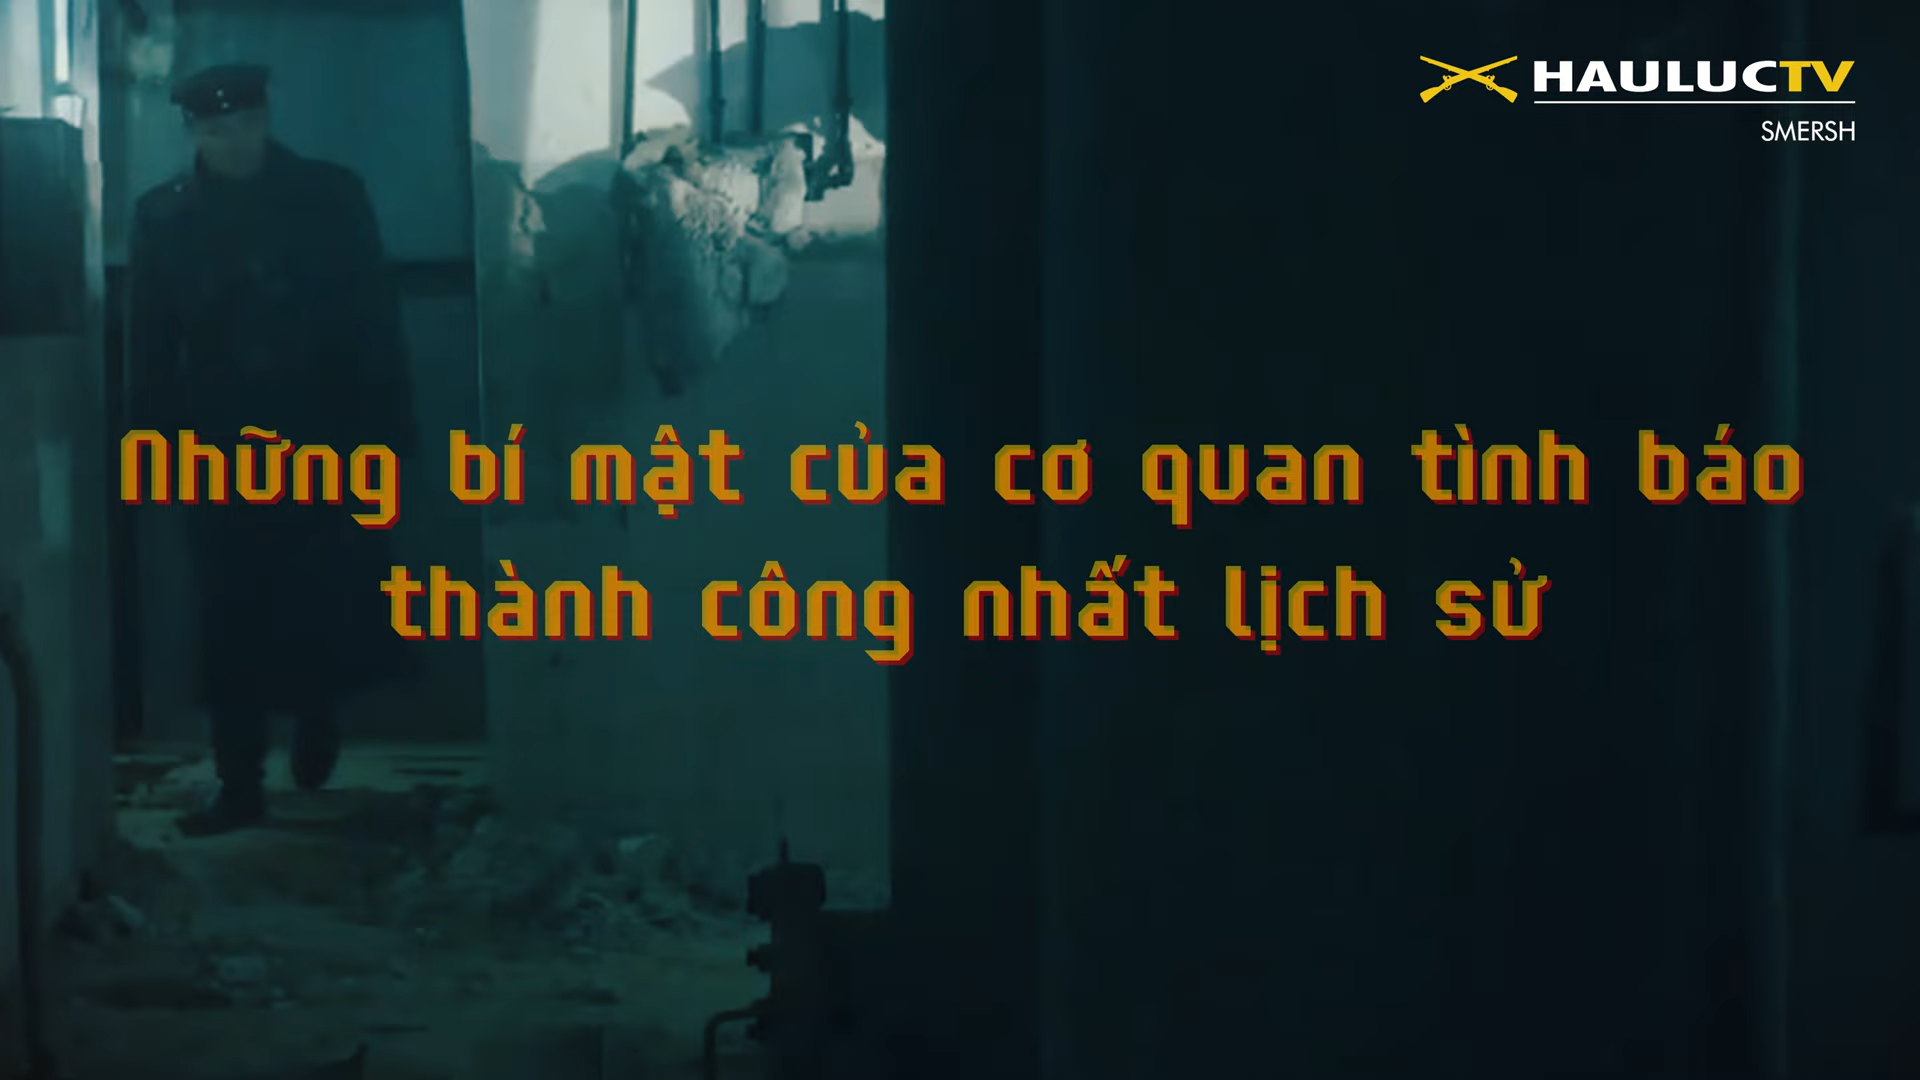 HAULUCTV
SMERSH
Những bí mật của cơ quan tình báo
thành công nhất lịch sử